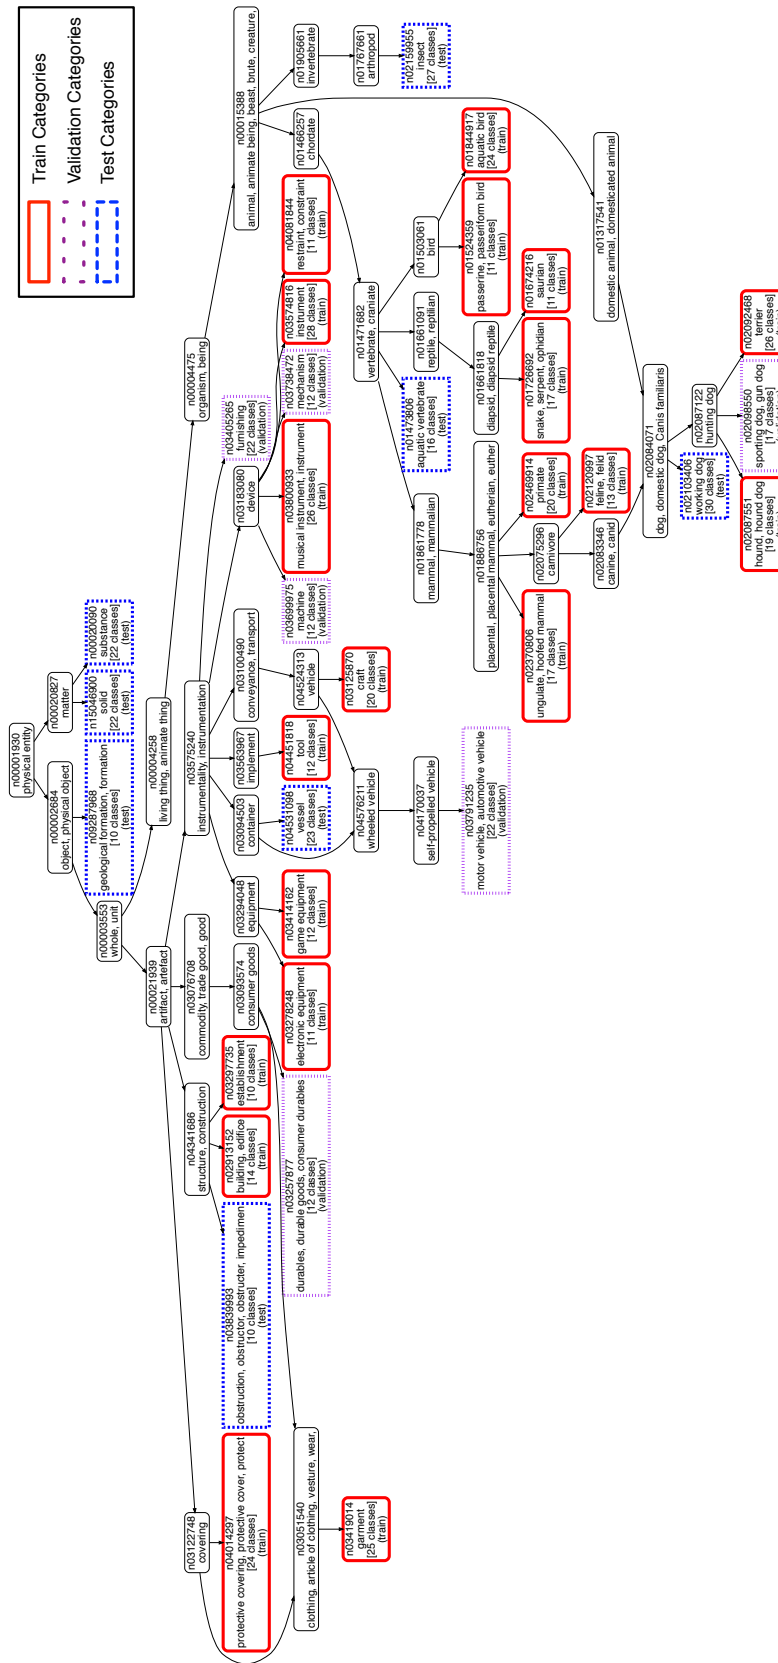 Train Categories
Validation Categories
Test Categories
n00001930
physical entity
n00002684
object, physical object
n00020827
matter
n00003553
whole, unit
n09287968
geological formation, formation
[10 classes]
(test)
n15046900
solid
[22 classes]
(test)
n00020090
substance
[22 classes]
(test)
n00021939
artifact, artefact
n00004258
living thing, animate thing
n03122748
covering
n04341686
structure, construction
n03076708
commodity, trade good, good
n03575240
instrumentality, instrumentation
n00004475
organism, being
n04014297
protective covering, protective cover, protect
[24 classes]
(train)
n03839993
obstruction, obstructor, obstructer, impedimen
[10 classes]
(test)
n02913152
building, edifice
[14 classes]
(train)
n03297735
establishment
[10 classes]
(train)
n03093574
consumer goods
n03294048
equipment
n03094503
container
n03563967
implement
n03100490
conveyance, transport
n03183080
device
n03405265
furnishing
[22 classes]
(validation)
n00015388
animal, animate being, beast, brute, creature,
n03051540
clothing, article of clothing, vesture, wear,
n03257877
durables, durable goods, consumer durables
[12 classes]
(validation)
n03278248
electronic equipment
[11 classes]
(train)
n03414162
game equipment
[12 classes]
(train)
n04531098
vessel
[23 classes]
(test)
n04451818
tool
[12 classes]
(train)
n04524313
vehicle
n03699975
machine
[12 classes]
(validation)
n03800933
musical instrument, instrument
[26 classes]
(train)
n03738472
mechanism
[12 classes]
(validation)
n03574816
instrument
[28 classes]
(train)
n04081844
restraint, constraint
[11 classes]
(train)
n01466257
chordate
n01905661
invertebrate
n03419014
garment
[25 classes]
(train)
n04576211
wheeled vehicle
n03125870
craft
[20 classes]
(train)
n01471682
vertebrate, craniate
n01767661
arthropod
n04170037
self-propelled vehicle
n01861778
mammal, mammalian
n01473806
aquatic vertebrate
[16 classes]
(test)
n01661091
reptile, reptilian
n01503061
bird
n02159955
insect
[27 classes]
(test)
n03791235
motor vehicle, automotive vehicle
[22 classes]
(validation)
n01886756
placental, placental mammal, eutherian, euther
n01661818
diapsid, diapsid reptile
n01524359
passerine, passeriform bird
[11 classes]
(train)
n01844917
aquatic bird
[24 classes]
(train)
n02370806
ungulate, hoofed mammal
[17 classes]
(train)
n02075296
carnivore
n02469914
primate
[20 classes]
(train)
n01726692
snake, serpent, ophidian
[17 classes]
(train)
n01674216
saurian
[11 classes]
(train)
n02083346
canine, canid
n02120997
feline, felid
[13 classes]
(train)
n01317541
domestic animal, domesticated animal
n02084071
dog, domestic dog, Canis familiaris
n02103406
working dog
[30 classes]
(test)
n02087122
hunting dog
n02087551
hound, hound dog
[19 classes]
n02098550
sporting dog, gun dog
[17 classes]
n02092468
terrier
[26 classes]